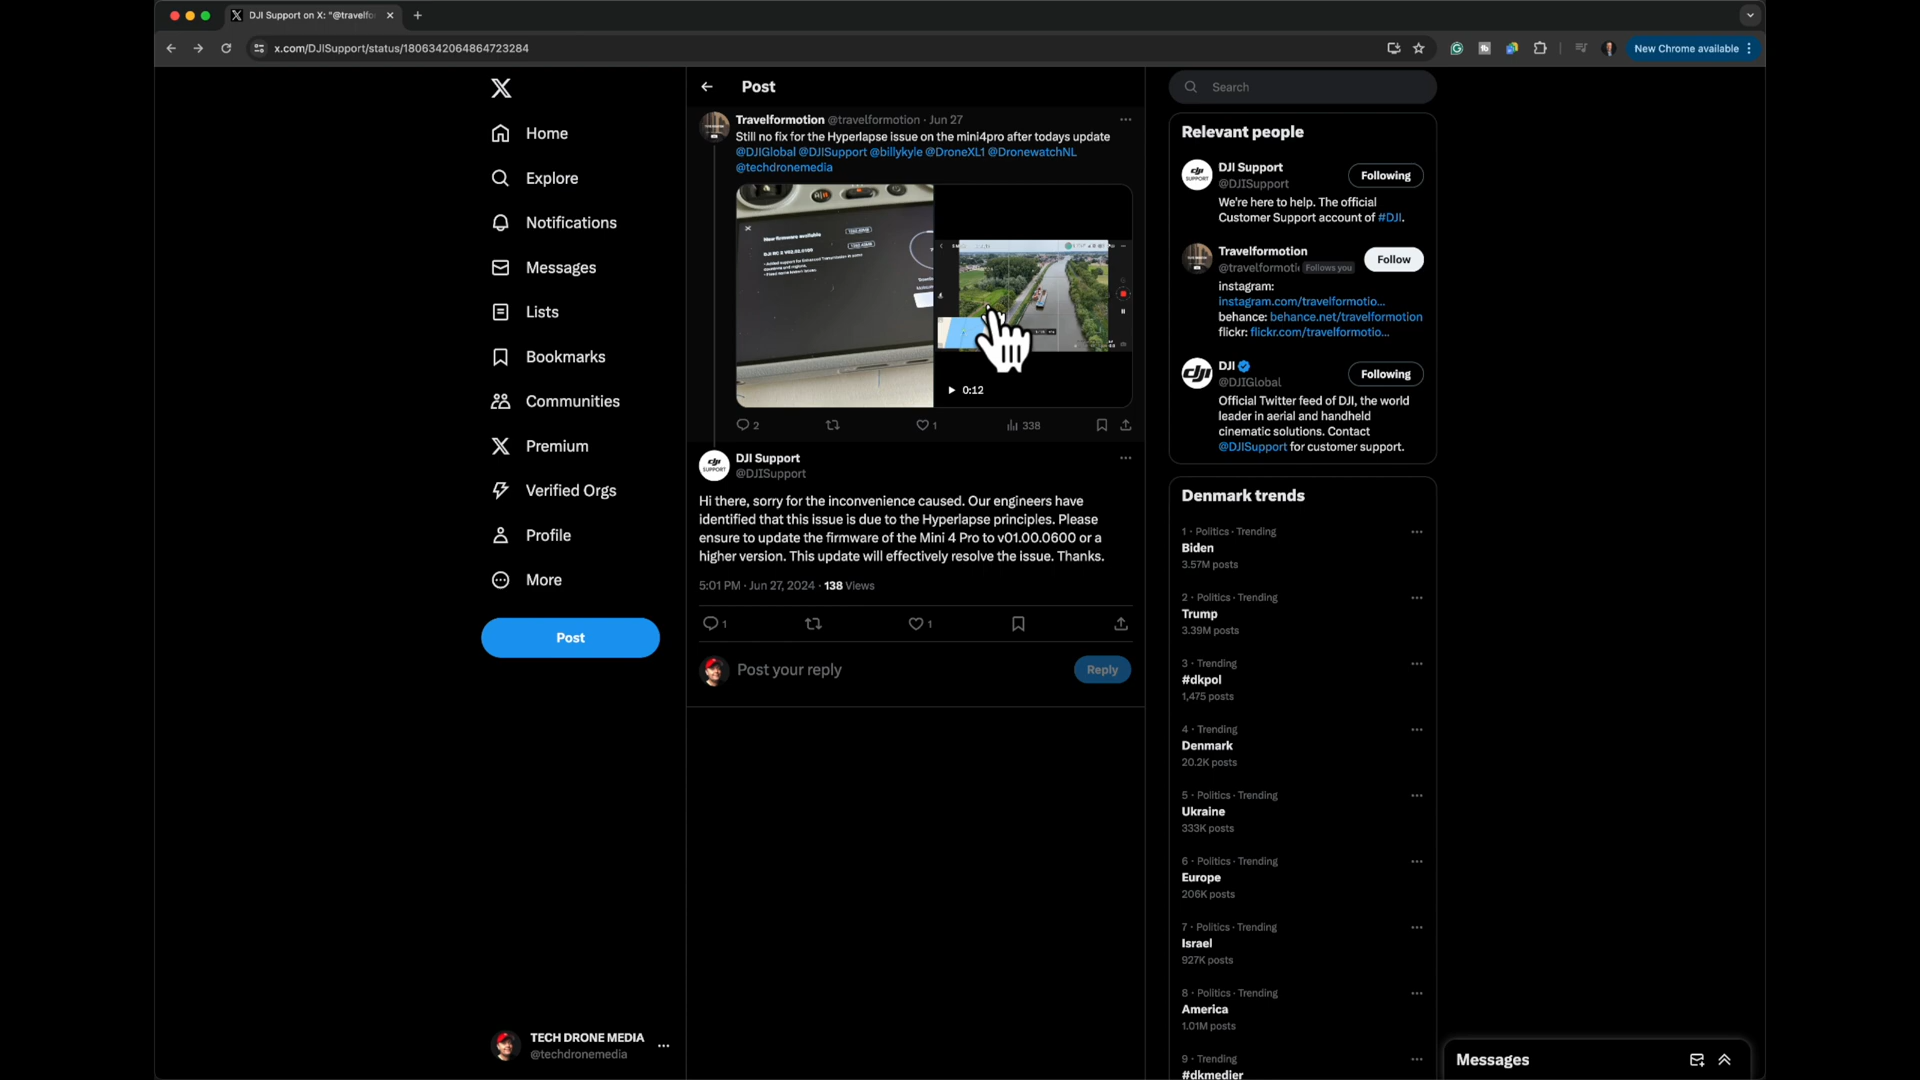 DJI Support on X: "@travelfo
x.com/DJISupport/status/1806342064864723284
New Chrome available
Home
Explore
Notifications
Messages
Lists
Bookmarks
Communities
Premium
Verified Orgs
Profile
More
Post
TECH DRONE MEDIA
@techdronemedia
Post
Travelformotion @travelformotion · Jun 27
Still no fix for the Hyperlapse issue on the mini4pro after todays update
@DJIGlobal @DJISupport @billykyle @DroneXL1 @DronewatchNL
@techdronemedia
New firmware available
0:12
2
1
338
DJI Support
@DJISupport
Hi there, sorry for the inconvenience caused. Our engineers have
identified that this issue is due to the Hyperlapse principles. Please
ensure to update the firmware of the Mini 4 Pro to v01.00.0600 or a
higher version. This update will effectively resolve the issue. Thanks.
5:01 PM · Jun 27, 2024 · 138 Views
1
1
Post your reply
Reply
Search
Relevant people
DJI Support
@DJISupport
Following
We're here to help. The official
Customer Support account of #DJI.
Travelformotion
@travelformoti
Follows you
Follow
instagram:
instagram.com/travelformotio...
behance: behance.net/travelformotion
flickr: flickr.com/travelformotio...
DJI
@DJIGlobal
Following
Official Twitter feed of DJI, the world
leader in aerial and handheld
cinematic solutions. Contact
@DJISupport for customer support.
Denmark trends
1 · Politics · Trending
Biden
3.57M posts
2 · Politics · Trending
Trump
3.39M posts
3 · Trending
#dkpol
1,475 posts
4 · Trending
Denmark
20.2K posts
5 · Politics · Trending
Ukraine
333K posts
6 · Politics · Trending
Europe
206K posts
7 · Politics · Trending
Israel
927K posts
8 · Politics · Trending
America
1.01M posts
9 · Trending
#dkmedier
Messages